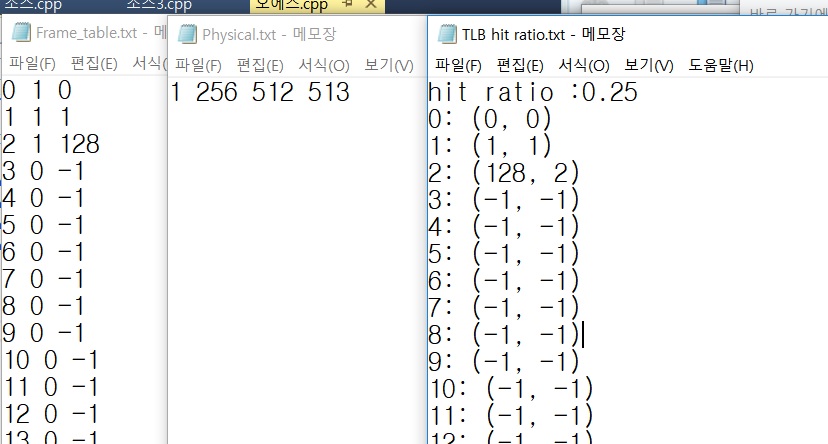 소스.cpp 소스3.cpp 오에스.cpp
Frame_table.txt - 메
파일(F) 편집(E) 서식(
0 1 0
1 1 1
2 1 128
3 0 -1
4 0 -1
5 0 -1
6 0 -1
7 0 -1
8 0 -1
9 0 -1
10 0 -1
11 0 -1
12 0 -1
13 0 -1
Physical.txt - 메모장
파일(F) 편집(E) 서식(O) 보기(V)
1 256 512 513
TLB hit ratio.txt - 메모장
파일(F) 편집(E) 서식(O) 보기(V) 도움말(H)
hit ratio :0.25
0: (0, 0)
1: (1, 1)
2: (128, 2)
3: (-1, -1)
4: (-1, -1)
5: (-1, -1)
6: (-1, -1)
7: (-1, -1)
8: (-1, -1)
9: (-1, -1)
10: (-1, -1)
11: (-1, -1)
12: (-1, -1)
바로 가기에